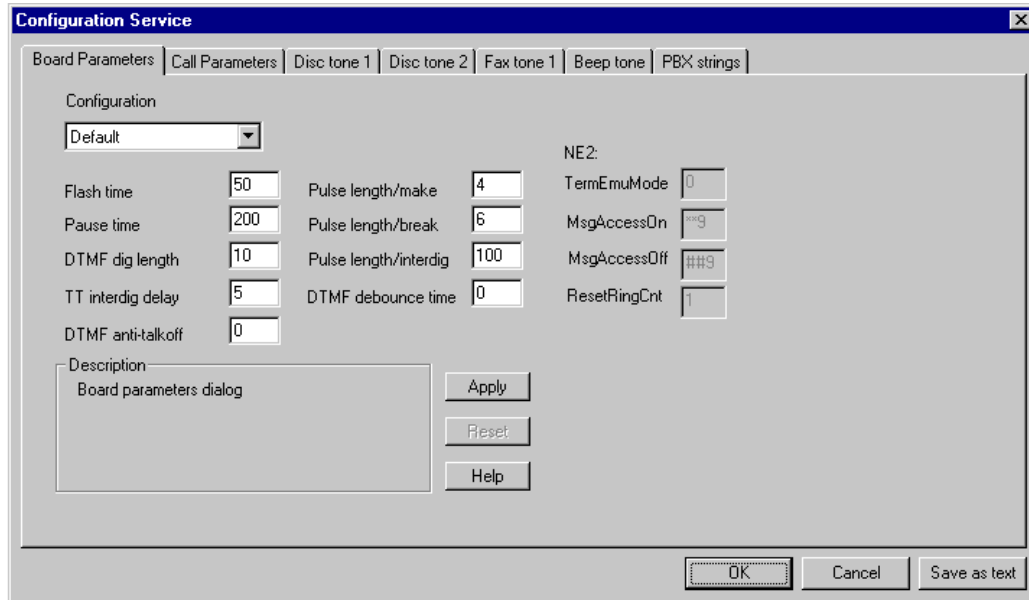 Configuration Service
Board Parameters Call Parameters Disc tone 1 Disc tone 2 Fax tone 1 Beep tone PBX strings
Configuration
Default
Flash time 50
Pause time 200
DTMF dig length 10
TT interdig delay 5
DTMF anti-talkoff 0
Pulse length/make 4
Pulse length/break 6
Pulse length/interdig 100
DTMF debounce time 0
NE2:
TermEmuMode 0
MsgAccessOn **9
MsgAccessOff ##9
ResetRingCnt 1
Description
Board parameters dialog
Apply
Reset
Help
OK Cancel Save as text